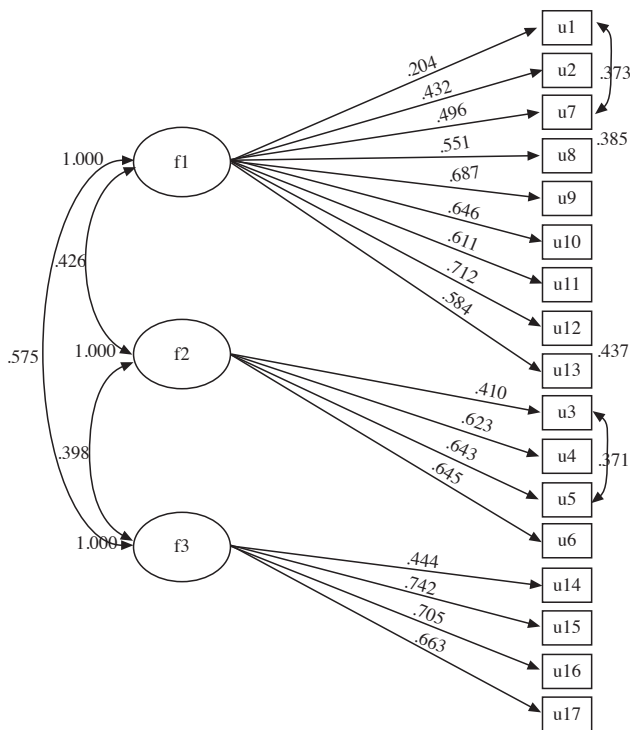 u1
.204
u2
.373
.432
u7
.496
.385
.551
u8
1.000
f1
.687
u9
.646
u10
.611
.426
u11
.712
u12
.584
.437
1.000
f2
.575
u13
.410
u3
.623
u4
.371
.643
.398
u5
.645
u6
1.000
f3
.444
u14
.742
u15
.705
.663
u16
u17